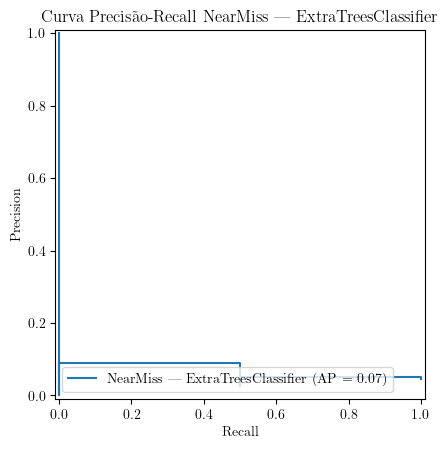 Curva Precisão-Recall NearMiss — ExtraTreesClassifier
1.0
0.8
0.6
0.4
0.2
0.0
Precision
NearMiss — ExtraTreesClassifier (AP = 0.07)
0.0 0.2 0.4 0.6 0.8 1.0
Recall